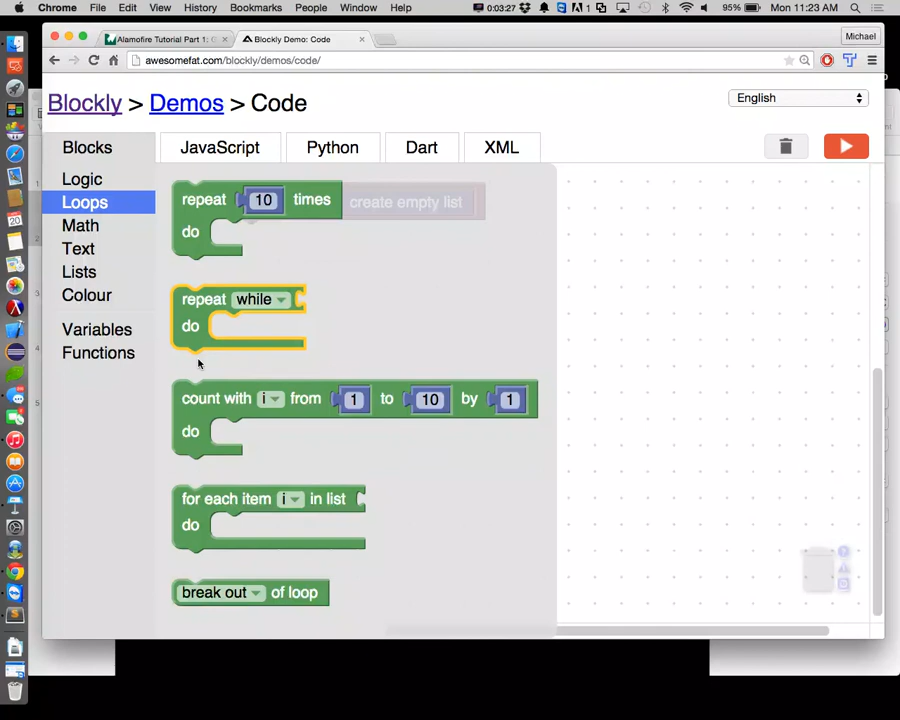 Chrome File Edit View History Bookmarks People Window Help 0:03:27 1 95% Mon 11:23 AM
Alamofire Tutorial Part 1: G Blockly Demo: Code Michael
awesomefat.com/blockly/demos/code/
Blockly > Demos > Code English
Blocks JavaScript Python Dart XML
Logic
Loops
Math
Text
Lists
Colour
Variables
Functions
repeat 10 times create empty list
do
repeat while
do
count with i from 1 to 10 by 1
do
for each item i in list
do
break out of loop